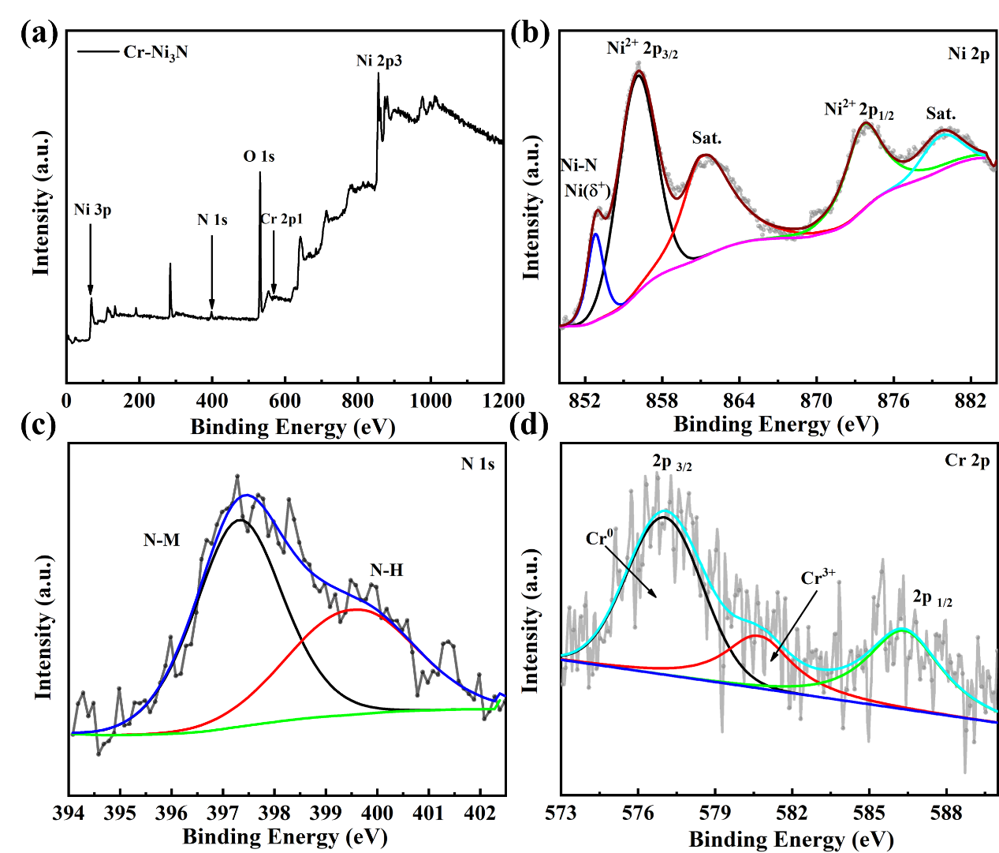 (a)
Cr-Ni₃N
Ni 2p3
O 1s
Ni 3p
N 1s
Cr 2p1
Intensity (a.u.)
0 200 400 600 800 1000 1200
Binding Energy (eV)
(b)
Ni 2p
Ni²⁺ 2p₃/₂
Ni²⁺ 2p₁/₂
Sat.
Sat.
Ni-N
Ni(δ⁺)
Intensity (a.u.)
852 858 864 870 876 882
Binding Energy (eV)
(c)
N 1s
N-M
N-H
Intensity (a.u.)
394 395 396 397 398 399 400 401 402
Binding Energy (eV)
(d)
Cr 2p
2p ₃/₂
Cr⁰
Cr³⁺
2p ₁/₂
Intensity (a.u.)
573 576 579 582 585 588
Binding Energy (eV)